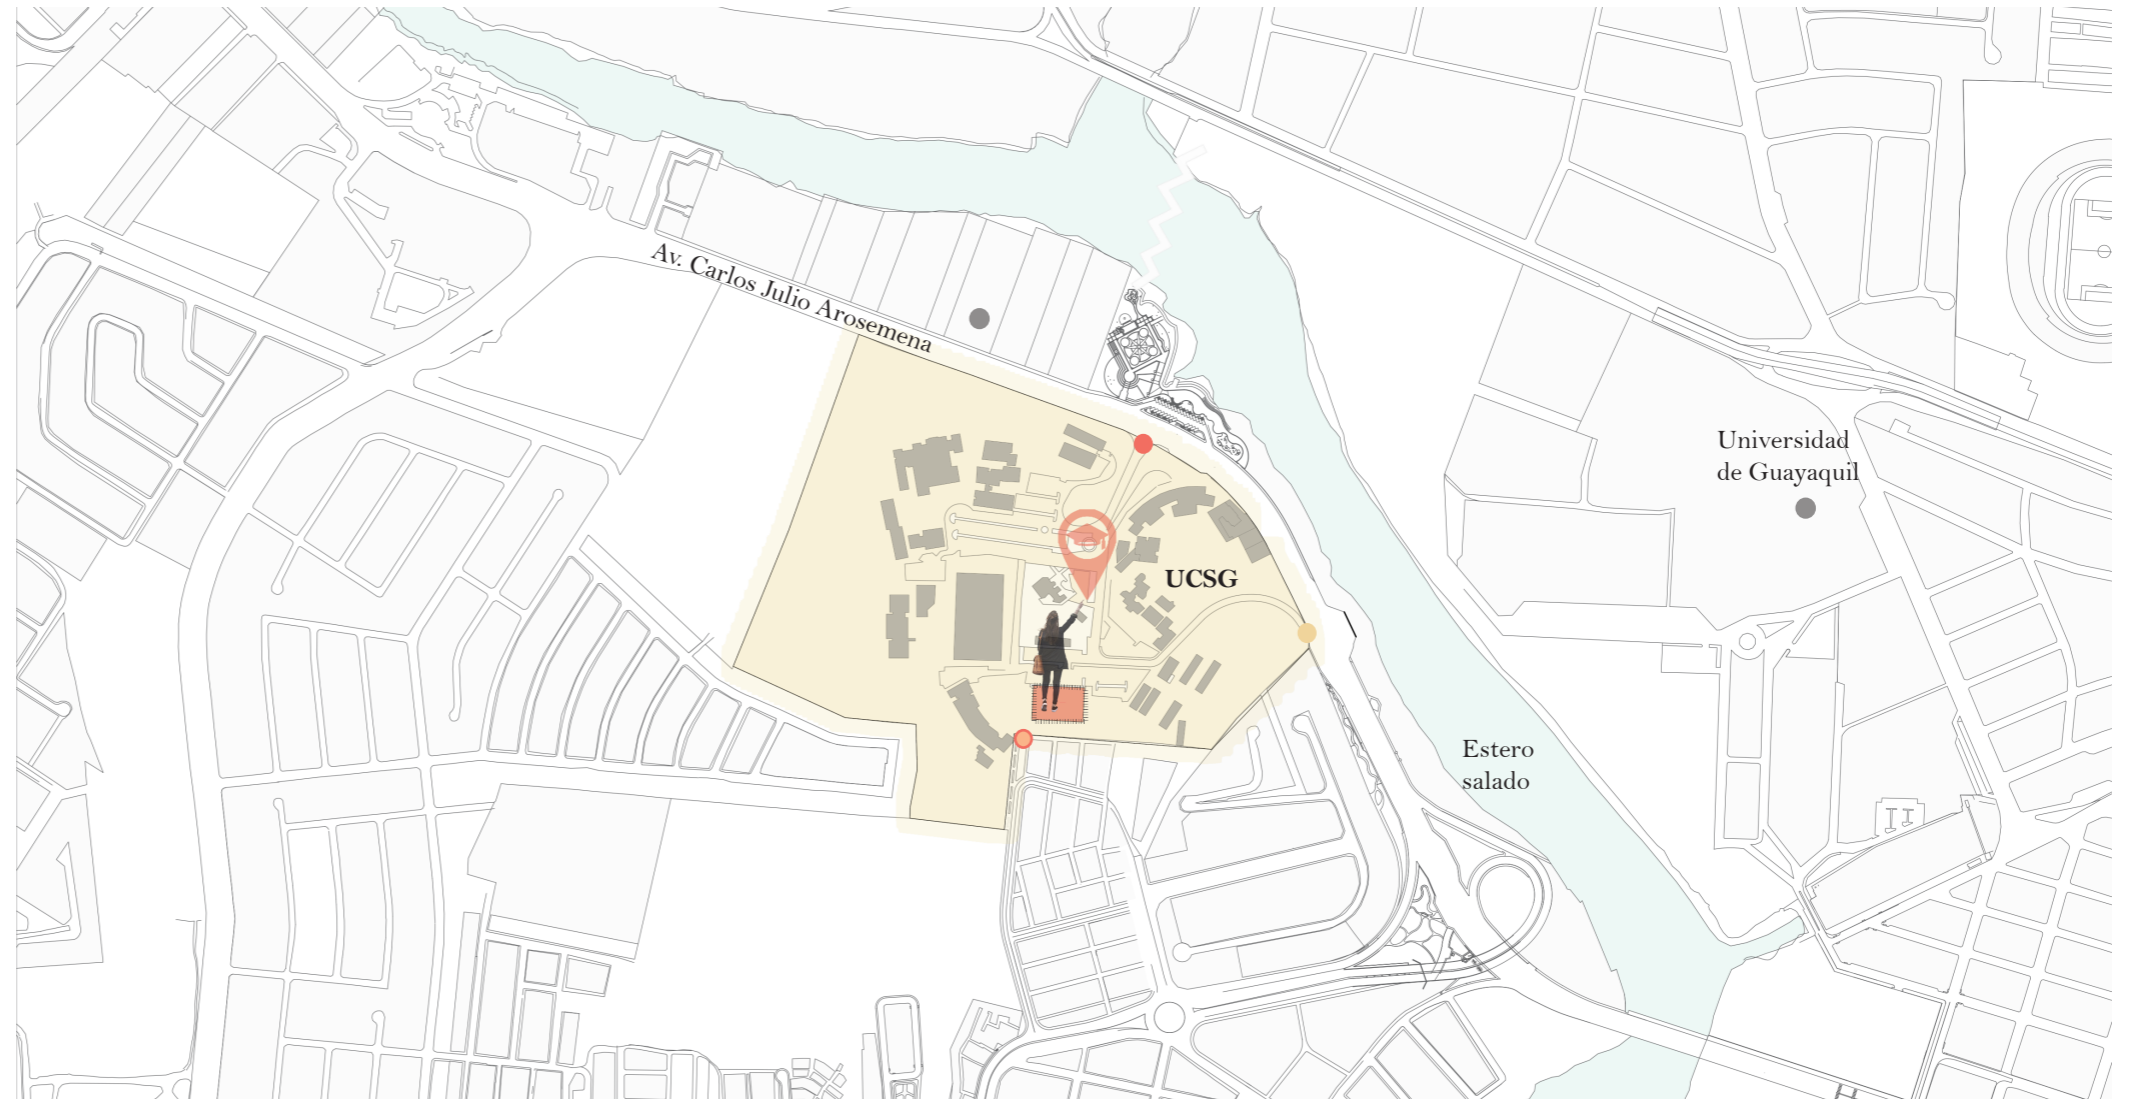 Av. Carlos Julio Arosemena
Universidad
de Guayaquil
UCSG
Estero
salado